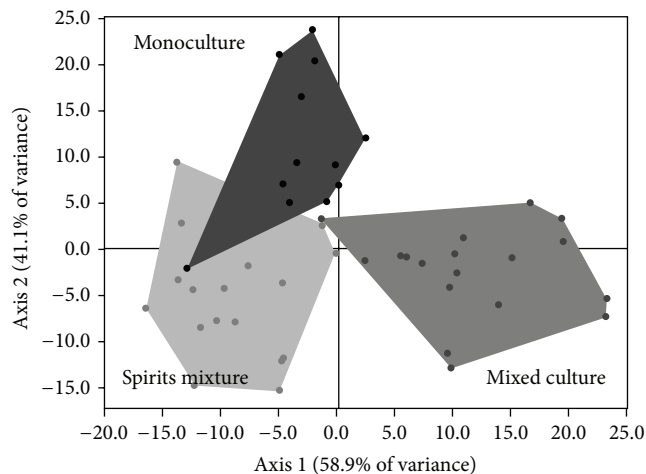 25.0
Monoculture
20.0
15.0
10.0
5.0
0.0
−5.0
−10.0
−15.0
Axis 2 (41.1% of variance)
Spirits mixture
Mixed culture
−20.0 −15.0 −10.0 −5.0 0.0 5.0 10.0 15.0 20.0 25.0
Axis 1 (58.9% of variance)